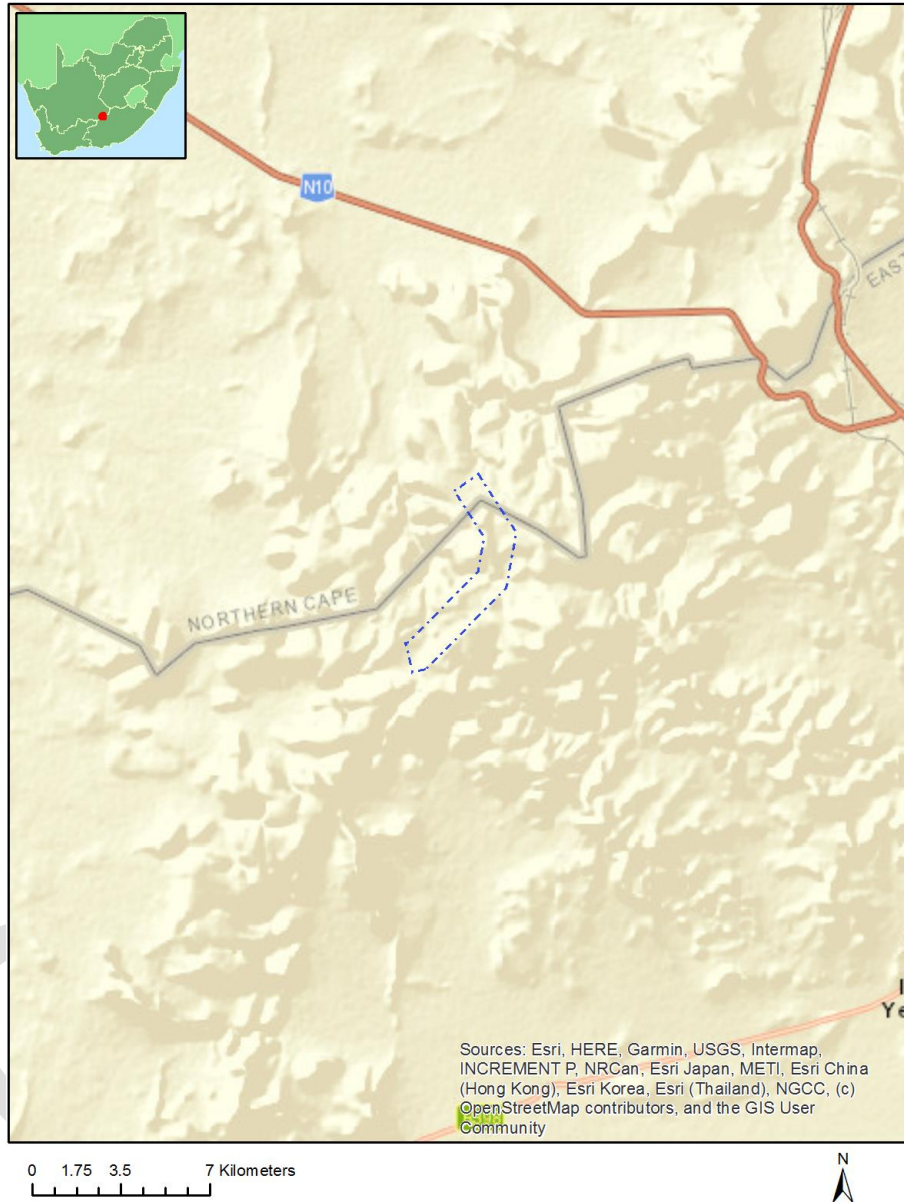 N10
EAST
NORTHERN CAPE
Ye
Sources: Esri, HERE, Garmin, USGS, Intermap,
INCREMENT P, NRCan, Esri Japan, METI, Esri China
(Hong Kong), Esri Korea, Esri (Thailand), NGCC, (c)
OpenStreetMap contributors, and the GIS User
Community
0 1.75 3.5 7 Kilometers
N